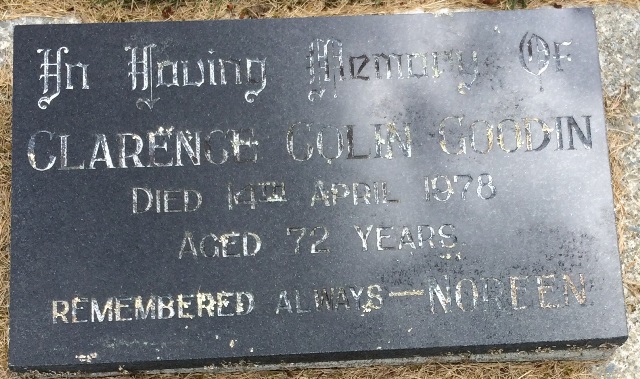 In Loving Memory Of
CLARENCE COLIN GOODIN
DIED 14TH APRIL 1978
AGED 72 YEARS
REMEMBERED ALWAYS — NOREEN